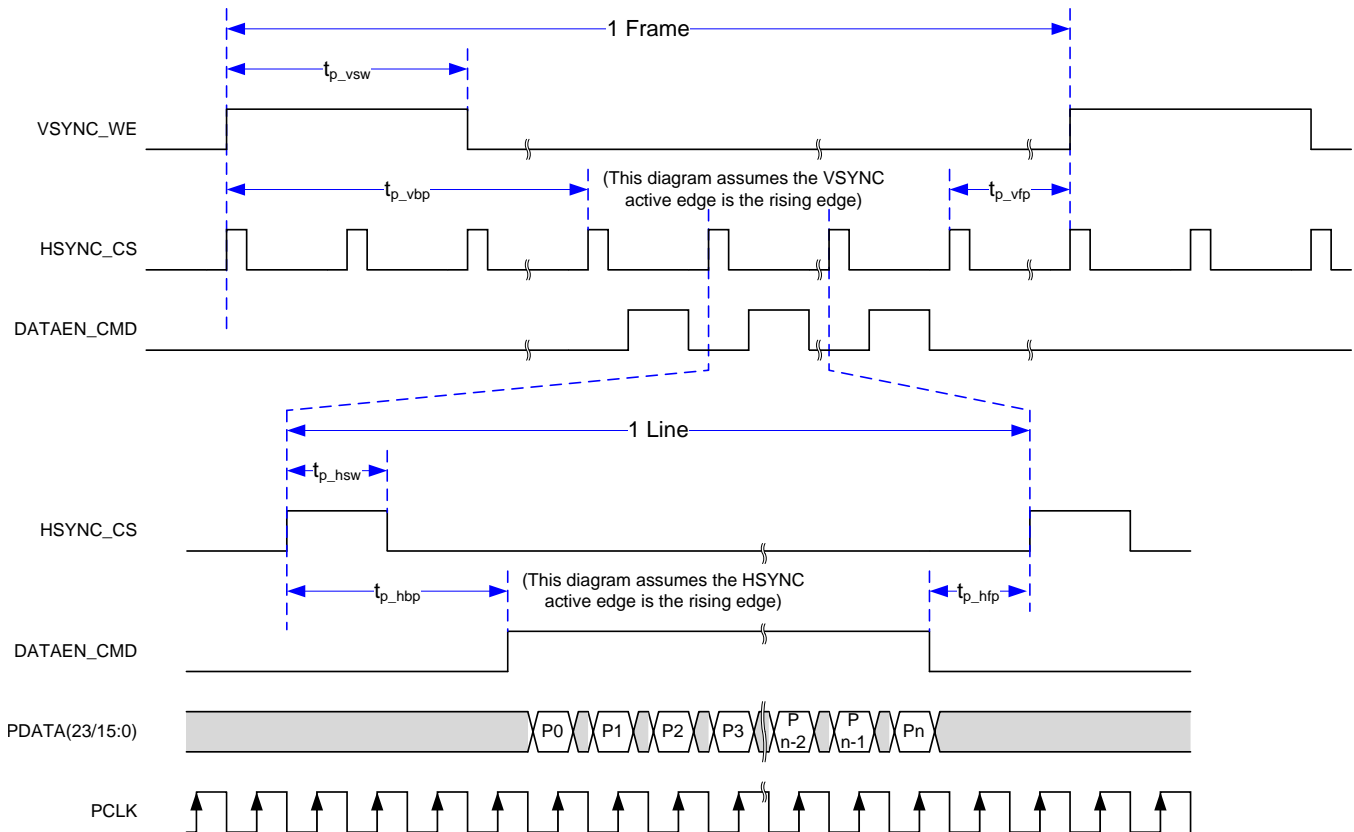 1 Frame
tp_vsw
VSYNC_WE
tp_vbp
(This diagram assumes the VSYNC
active edge is the rising edge)
tp_vfp
HSYNC_CS
DATAEN_CMD
1 Line
tp_hsw
HSYNC_CS
tp_hbp
(This diagram assumes the HSYNC
active edge is the rising edge)
tp_hfp
DATAEN_CMD
PDATA(23/15:0)
P0 P1 P2 P3 P n-2 P n-1 Pn
PCLK